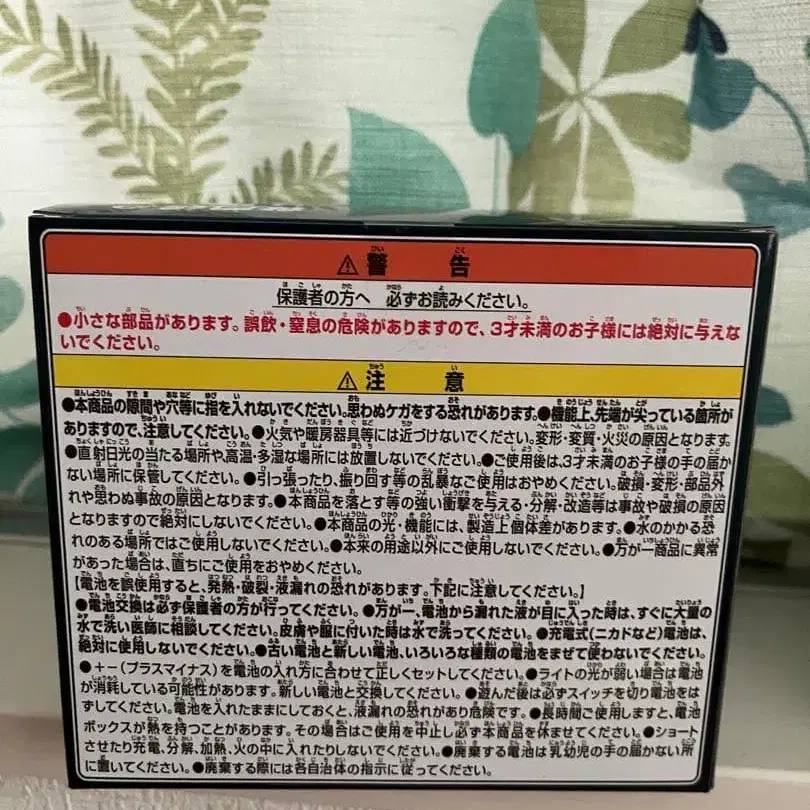 ⚠警告
保護者の方へ 必ずお読みください。
●小さな部品があります。誤飲・窒息の危険がありますので、3才未満のお子様には絶対に与えな
いでください。
⚠注意
●本商品の隙間や穴等に指を入れないでください。思わぬケガをする恐れがあります。●機能上、先端が尖っている箇所が
ありますので、注意してください。●火気や暖房器具等には近づけないでください。変形・変質・火災の原因となります。
●直射日光の当たる場所や、高温・多湿な場所には放置しないでください。●ご使用後は、3才未満のお子様の手の届か
ない場所に保管してください。●引っ張ったり、振り回す等の乱暴なご使用はおやめください。破損・変形・部品外
れや思わぬ事故の原因となります。●本商品を落とす等の強い衝撃を与える・分解・改造等は事故や破損の原因
となりますので絶対にしないでください。●本商品の光・機能には、製造上個体差があります。●水のかかる恐
れのある場所ではご使用しないでください。●本来の用途以外にご使用しないでください。●万が一商品に異常
があった場合は、直ちにご使用をおやめください。
【電池を誤使用すると、発熱・破裂・液漏れの恐れがあります。下記に注意してください。】
●電池交換は必ず保護者の方が行ってください。●万が一、電池から漏れた液が目に入った時は、すぐに大量の
水で洗い医師に相談してください。皮膚や服に付いた時は水で洗ってください。●充電式(ニカドなど)電池は、
絶対に使用しないでください。●古い電池と新しい電池、いろいろな種類の電池をまぜて使わないでください。
●+-(プラスマイナス)を電池の入れ方に合わせて正しくセットしてください。●ライトの光が弱い場合は電池
が消耗している可能性があります。新しい電池と交換してください。●遊んだ後は必ずスイッチを切り電池をは
ずしてください。電池を入れたままにしておくと、液漏れの恐れがあり危険です。●長時間ご使用しますと、電池
ボックスが熱を持つことがあります。その場合はご使用を中止し必ず本商品を休ませてください。●ショート
させたり充電、分解、加熱、火の中に入れたりしないでください。●廃棄する電池は乳幼児の手の届かない所
に置いてください。●廃棄する際には各自治体の指示に従ってください。